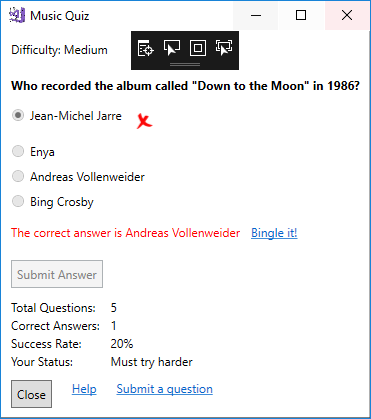 Music Quiz
Difficulty: Medium
Who recorded the album called "Down to the Moon" in 1986?
Jean-Michel Jarre
Enya
Andreas Vollenweider
Bing Crosby
The correct answer is Andreas Vollenweider Bingle it!
Submit Answer
Total Questions: 5
Correct Answers: 1
Success Rate: 20%
Your Status: Must try harder
Close Help Submit a question